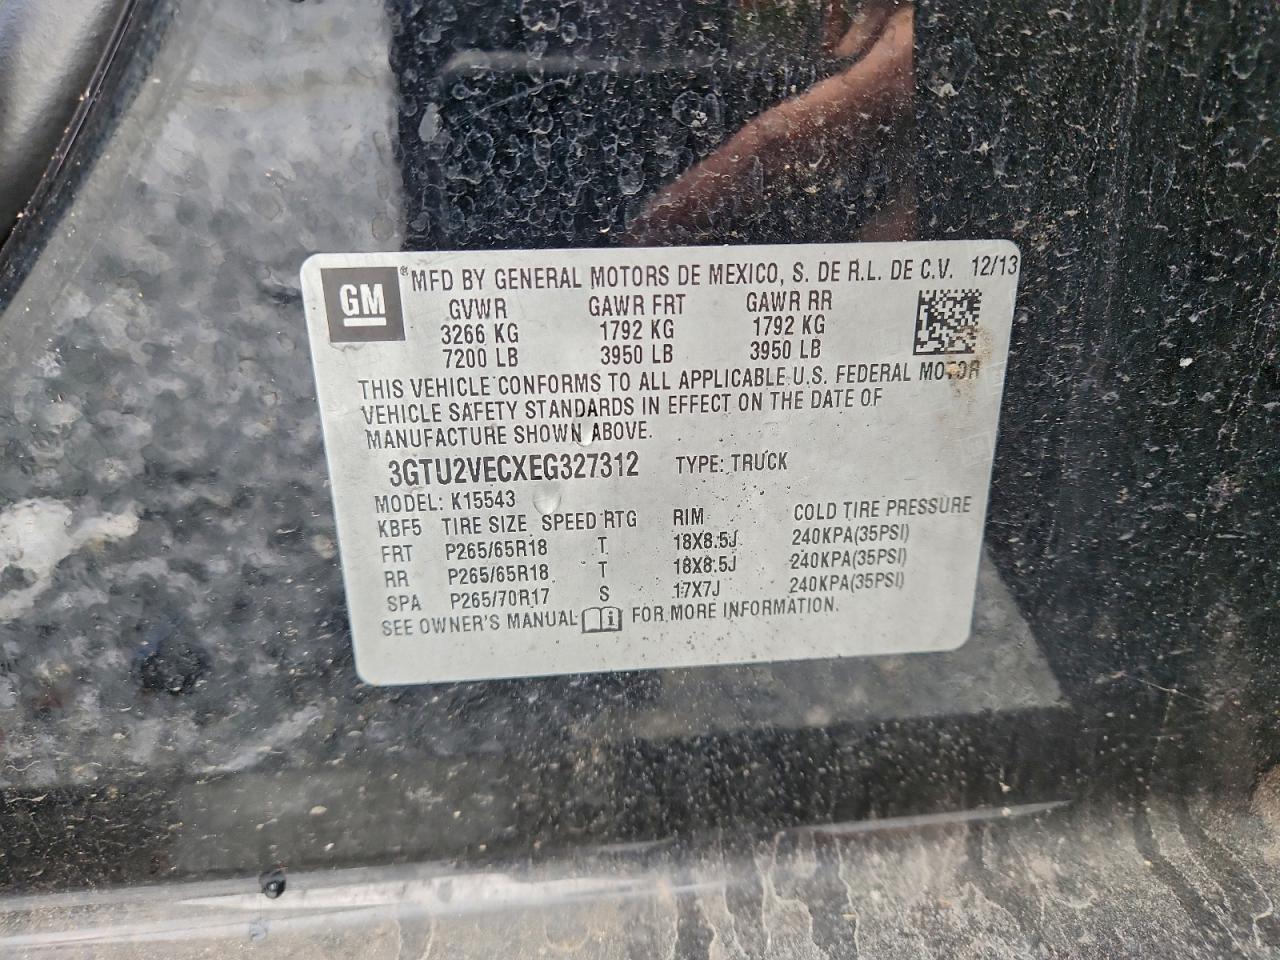 GM ® MFD BY GENERAL MOTORS DE MEXICO, S. DE R.L. DE C.V. 12/13
GVWR GAWR FRT GAWR RR
3266 KG 1792 KG 1792 KG
7200 LB 3950 LB 3950 LB
THIS VEHICLE CONFORMS TO ALL APPLICABLE U.S. FEDERAL MOTOR
VEHICLE SAFETY STANDARDS IN EFFECT ON THE DATE OF
MANUFACTURE SHOWN ABOVE.
3GTU2VECXEG327312 TYPE: TRUCK
MODEL: K15543
KBF5 TIRE SIZE SPEED RTG RIM COLD TIRE PRESSURE
FRT P265/65R18 T 18X8.5J 240KPA(35PSI)
RR P265/65R18 T 18X8.5J 240KPA(35PSI)
SPA P265/70R17 S 17X7J 240KPA(35PSI)
SEE OWNER'S MANUAL i FOR MORE INFORMATION.